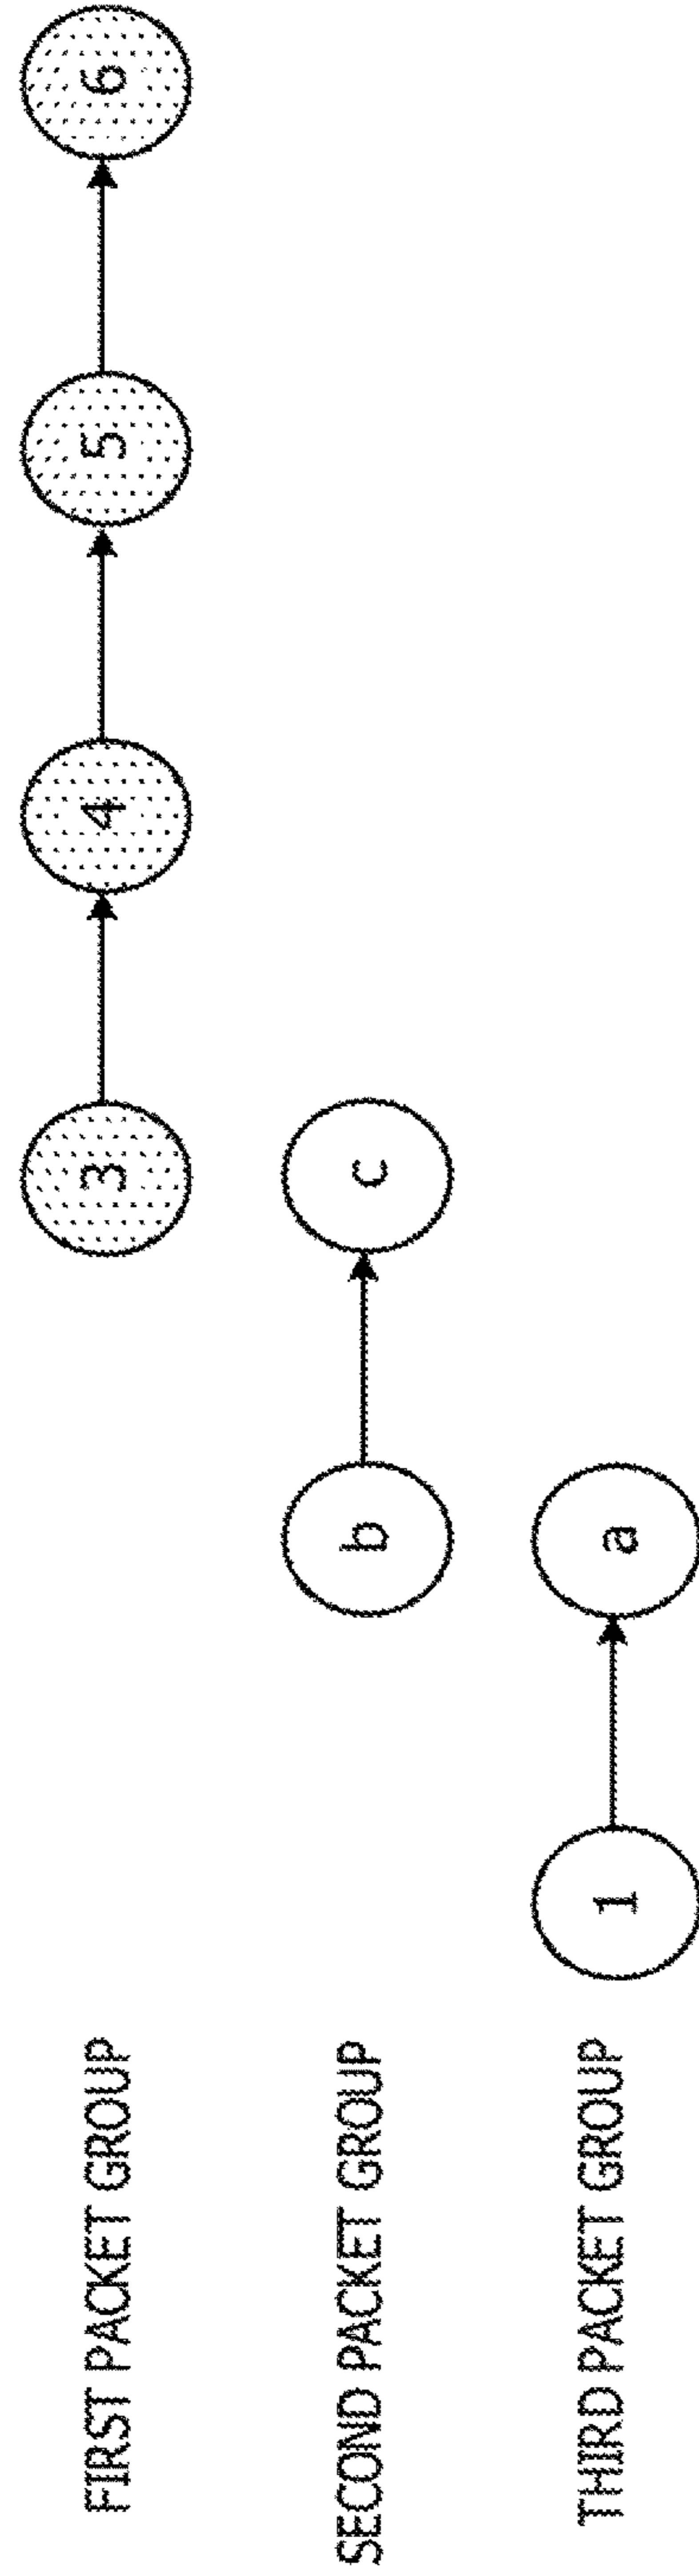 FIRST PACKET GROUP 3 4 5 6
SECOND PACKET GROUP b c
THIRD PACKET GROUP 1 a